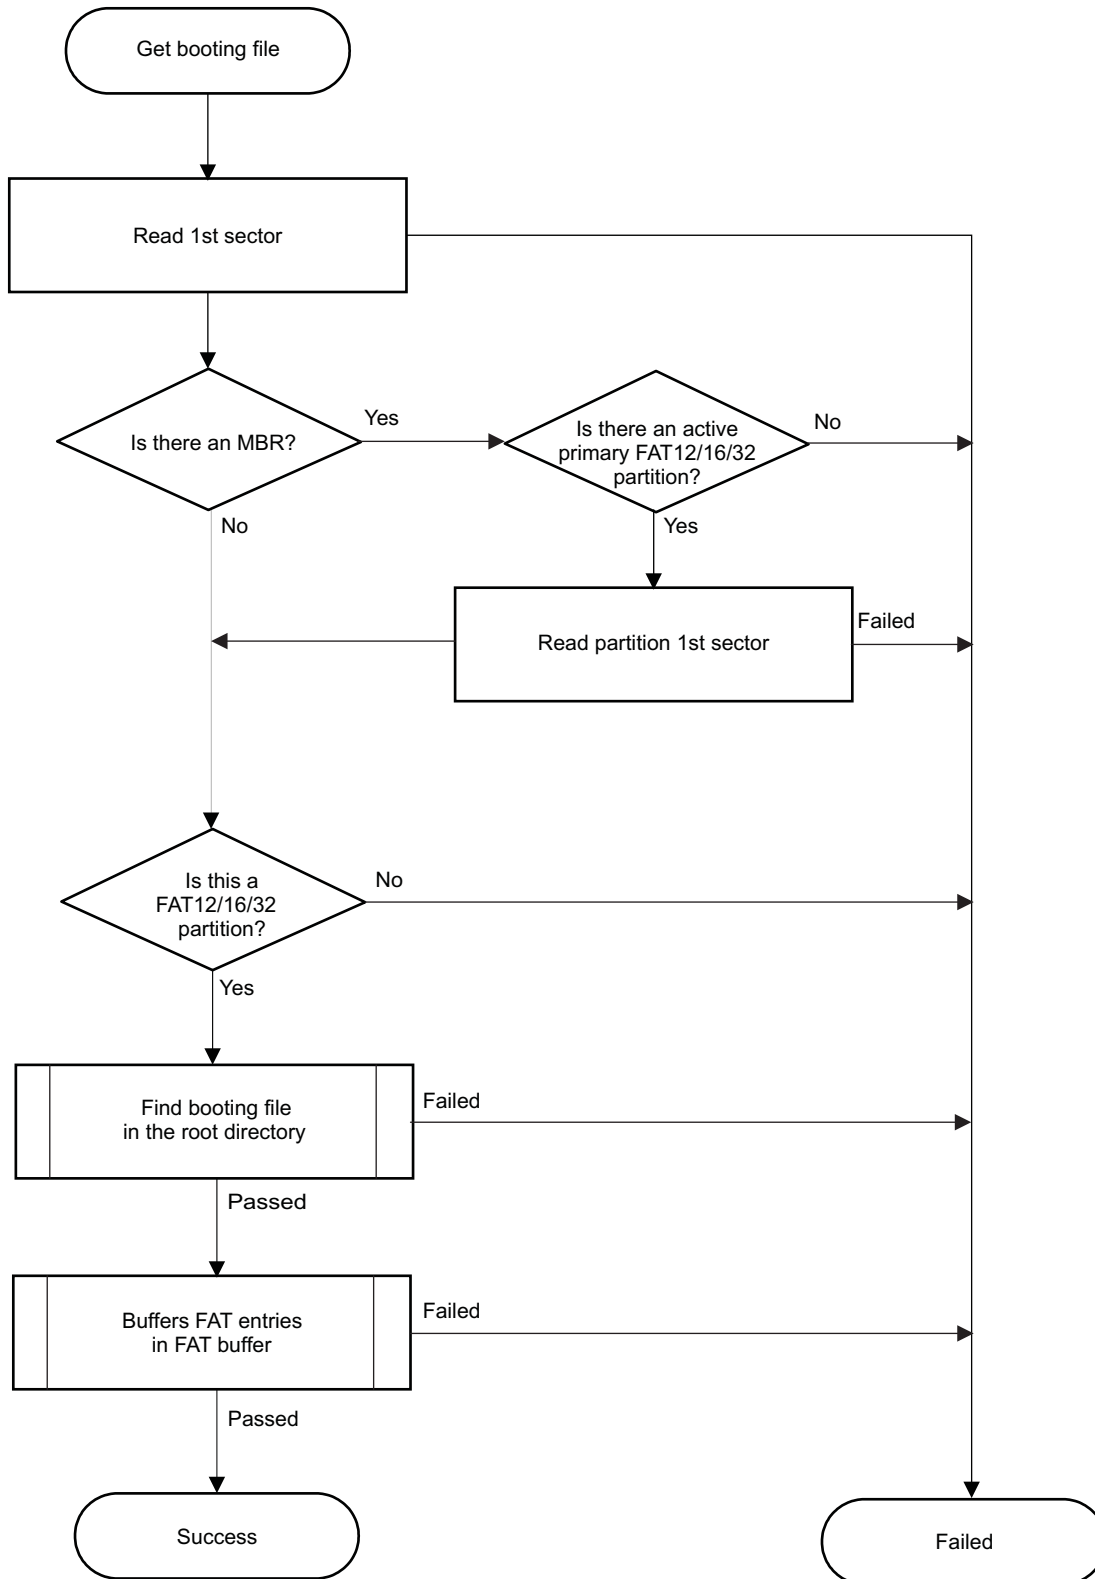 Get booting file
Read 1st sector
Is there an MBR?
Yes
Is there an active
primary FAT12/16/32
partition?
No
No
Yes
Read partition 1st sector
Failed
Is this a
FAT12/16/32
partition?
No
Yes
Find booting file
in the root directory
Failed
Passed
Buffers FAT entries
in FAT buffer
Failed
Passed
Success
Failed